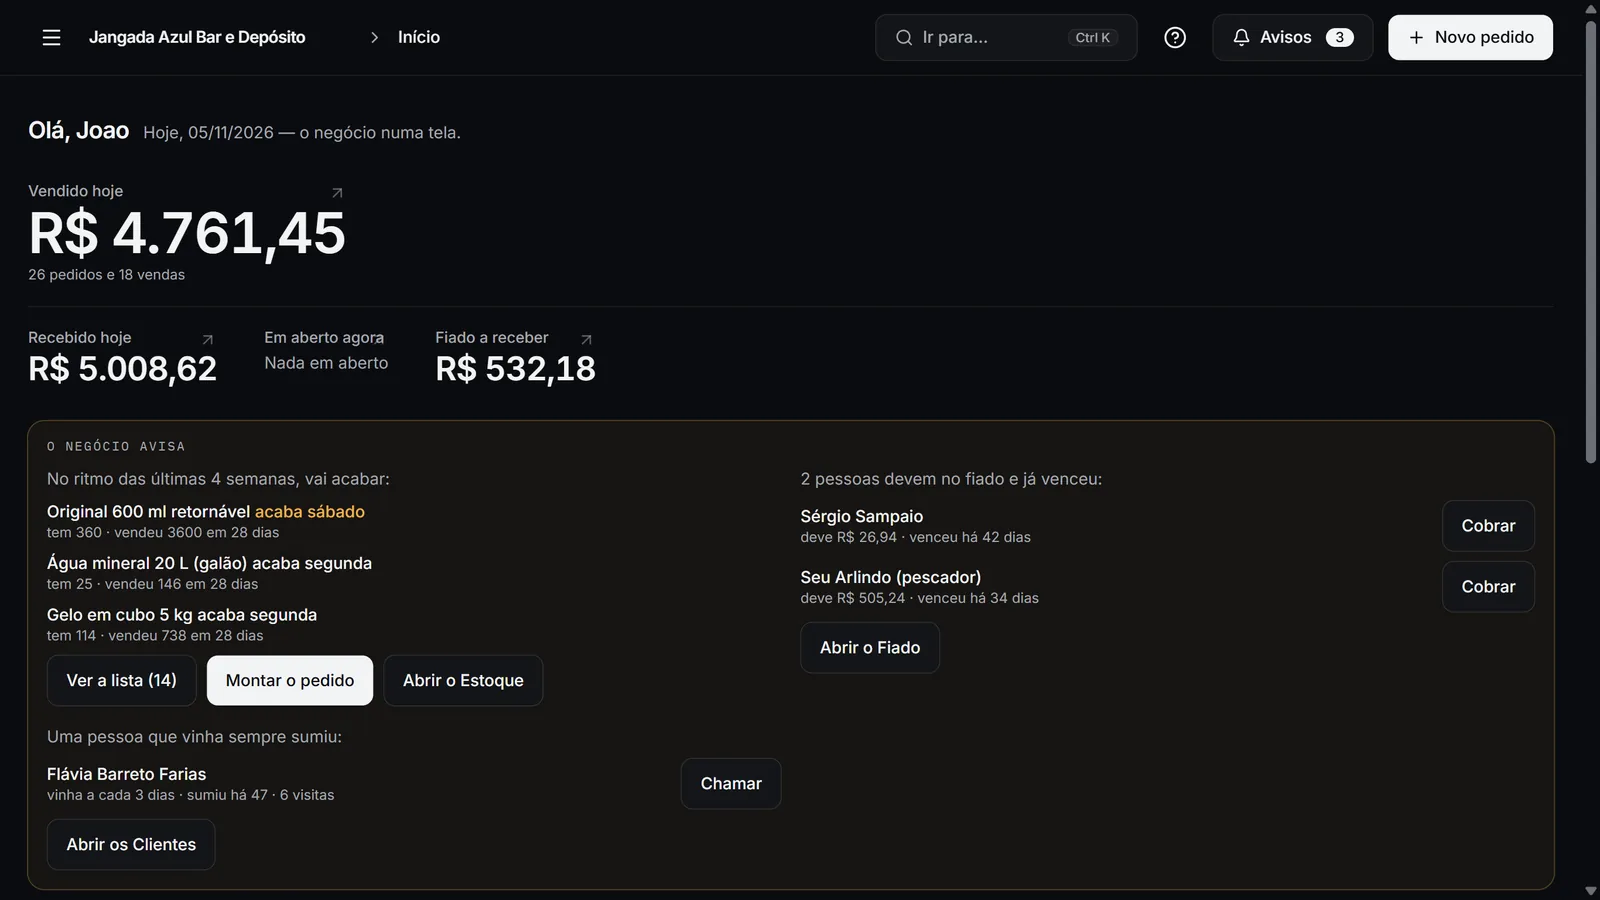 Jangada Azul Bar e Depósito
Início
Ir para...
Ctrl K
Avisos
3
Novo pedido
Olá, Joao
Hoje, 05/11/2026 — o negócio numa tela.
Vendido hoje
R$ 4.761,45
26 pedidos e 18 vendas
Recebido hoje
R$ 5.008,62
Em aberto agora
Nada em aberto
Fiado a receber
R$ 532,18
O NEGÓCIO AVISA
No ritmo das últimas 4 semanas, vai acabar:
Original 600 ml retornável acaba sábado
tem 360 · vendeu 3600 em 28 dias
Água mineral 20 L (galão) acaba segunda
tem 25 · vendeu 146 em 28 dias
Gelo em cubo 5 kg acaba segunda
tem 114 · vendeu 738 em 28 dias
Ver a lista (14)
Montar o pedido
Abrir o Estoque
Uma pessoa que vinha sempre sumiu:
Flávia Barreto Farias
vinha a cada 3 dias · sumiu há 47 · 6 visitas
Chamar
Abrir os Clientes
2 pessoas devem no fiado e já venceu:
Sérgio Sampaio
deve R$ 26,94 · venceu há 42 dias
Cobrar
Seu Arlindo (pescador)
deve R$ 505,24 · venceu há 34 dias
Cobrar
Abrir o Fiado